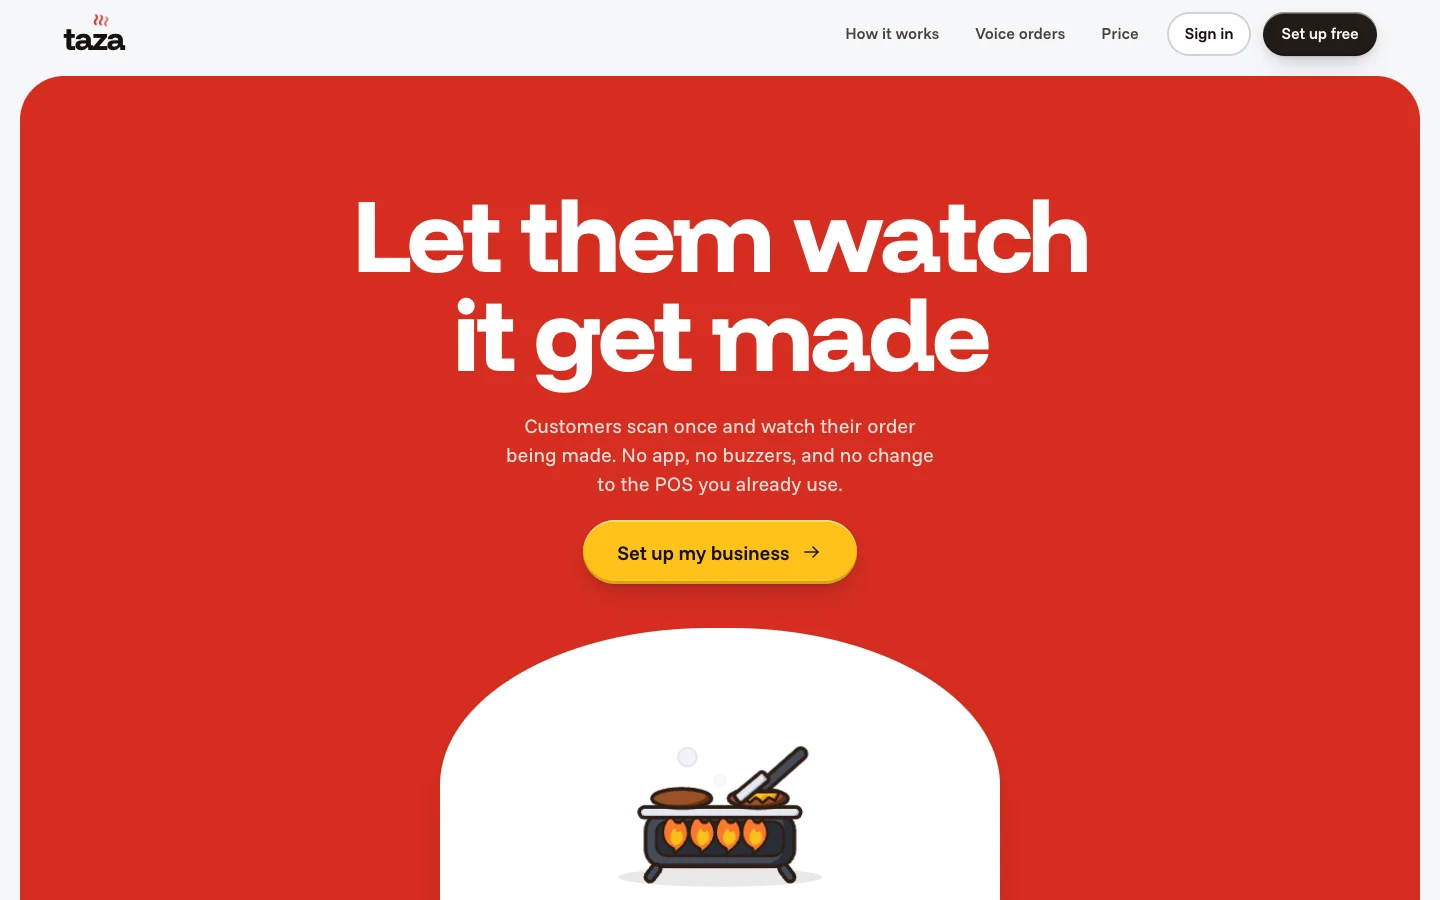 taza
How it works
Voice orders
Price
Sign in
Set up free
Let them watch
it get made
Customers scan once and watch their order
being made. No app, no buzzers, and no change
to the POS you already use.
Set up my business →